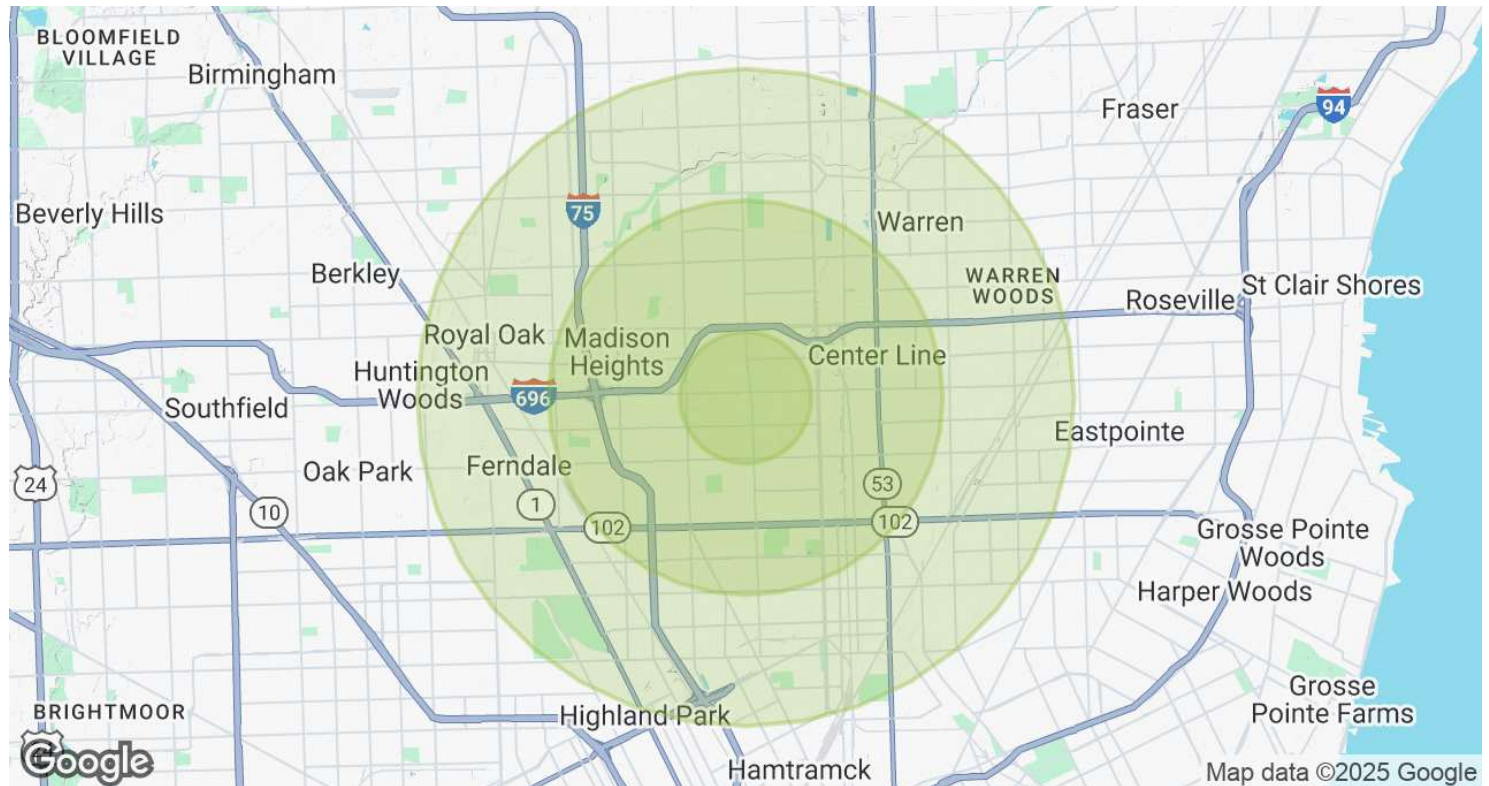 BLOOMFIELD
VILLAGE
Birmingham
Fraser
94
75
Beverly Hills
Warren
Berkley
WARREN
WOODS
St Clair Shores
Roseville
Royal Oak
Madison
Heights
Center Line
Huntington
Woods
696
Southfield
Eastpointe
Oak Park
Ferndale
24
53
1
10
102
102
Grosse Pointe
Woods
Harper Woods
Grosse
Pointe Farms
BRIGHTMOOR
Highland Park
Google
Hamtramck
Map data ©2025 Google